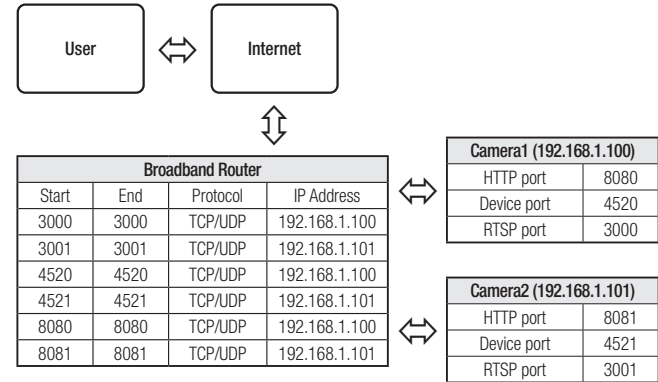 User
Internet
Broadband Router
Start End Protocol IP Address
3000 3000 TCP/UDP 192.168.1.100
3001 3001 TCP/UDP 192.168.1.101
4520 4520 TCP/UDP 192.168.1.100
4521 4521 TCP/UDP 192.168.1.101
8080 8080 TCP/UDP 192.168.1.100
8081 8081 TCP/UDP 192.168.1.101
Camera1 (192.168.1.100)
HTTP port 8080
Device port 4520
RTSP port 3000
Camera2 (192.168.1.101)
HTTP port 8081
Device port 4521
RTSP port 3001